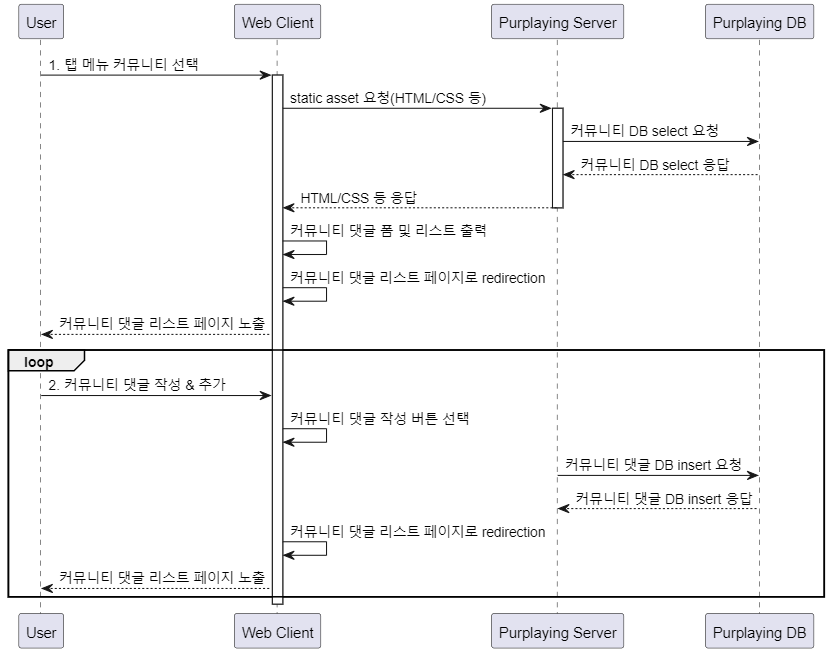 User
Web Client
Purplaying Server
Purplaying DB
1. 탭 메뉴 커뮤니티 선택
static asset 요청(HTML/CSS 등)
커뮤니티 DB select 요청
커뮤니티 DB select 응답
HTML/CSS 등 응답
커뮤니티 댓글 폼 및 리스트 출력
커뮤니티 댓글 리스트 페이지로 redirection
커뮤니티 댓글 리스트 페이지 노출
loop
2. 커뮤니티 댓글 작성 & 추가
커뮤니티 댓글 작성 버튼 선택
커뮤니티 댓글 DB insert 요청
커뮤니티 댓글 DB insert 응답
커뮤니티 댓글 리스트 페이지로 redirection
커뮤니티 댓글 리스트 페이지 노출
User
Web Client
Purplaying Server
Purplaying DB